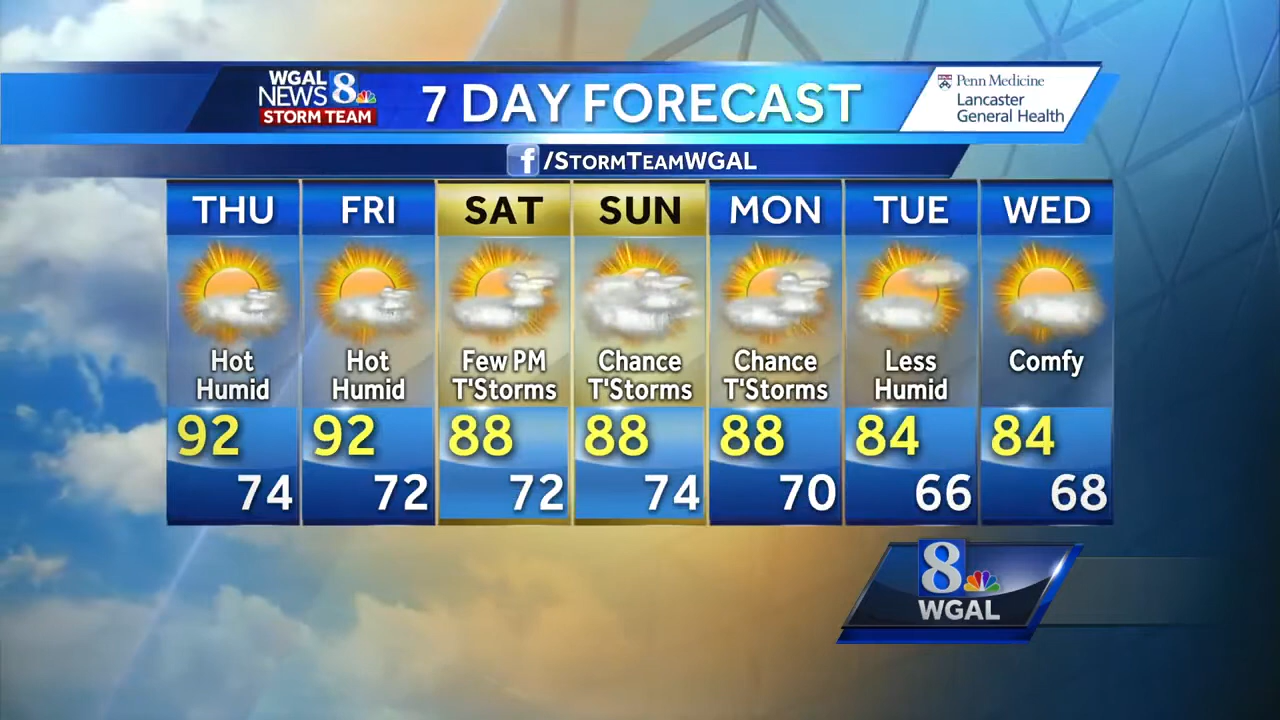 WGAL
NEWS 8
STORM TEAM
7 DAY FORECAST
Penn Medicine
Lancaster
General Health
f /STORMTEAMWGAL
THU FRI SAT SUN MON TUE WED
Hot Hot Few PM Chance Chance Less Comfy
Humid Humid T'Storms T'Storms T'Storms Humid
92 92 88 88 88 84 84
74 72 72 74 70 66 68
8
WGAL